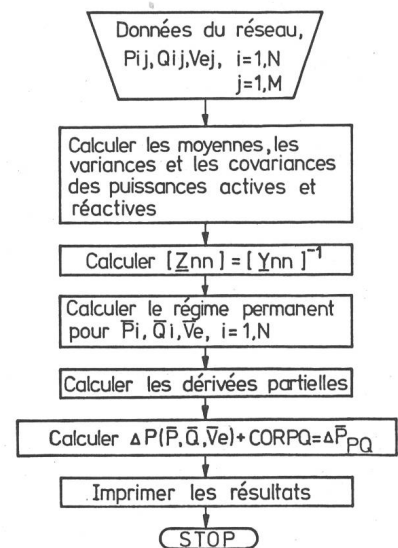 Données du réseau,
Pij, Qij, Vej, i=1,N
j=1,M
Calculer les moyennes, les
variances et les covariances
des puissances actives et
réactives
Calculer [Z̲nn] = [Y̲nn]⁻¹
Calculer le régime permanent
pour P̄i, Q̄i, V̄e, i=1,N
Calculer les dérivées partielles
Calculer ΔP(P̄,Q̄,V̄e)+CORPQ=ΔP̄PQ
Imprimer les résultats
STOP